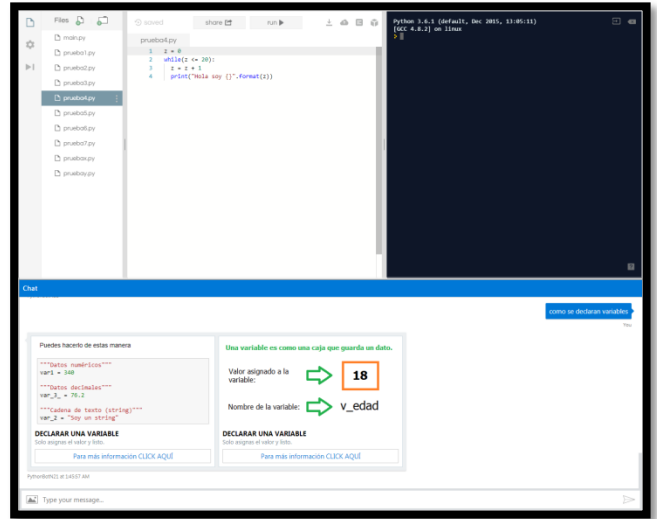 Files
main.py
prueba1.py
prueba2.py
prueba3.py
prueba4.py
prueba5.py
prueba6.py
prueba7.py
pruebax.py
pruebay.py
saved
share
run
prueba4.py
1 z = 0
2 while(z <= 20):
3 z = z + 1
4 print("Hola soy {}".format(z))
Python 3.6.1 (default, Dec 2015, 13:05:11)
[GCC 4.8.2] on linux
>
Chat
como se declaran variables
You
Puedes hacerlo de estas manera
"""Datos numéricos"""
var1 = 340
"""Datos decimales"""
var_3_ = 76.2
"""Cadena de texto (string)"""
var_2 = "Soy un string"
DECLARAR UNA VARIABLE
Solo asignas el valor y listo.
Para más información CLICK AQUÍ
Una variable es como una caja que guarda un dato.
Valor asignado a la
variable:
18
Nombre de la variable:
v_edad
DECLARAR UNA VARIABLE
Solo asignas el valor y listo.
Para más información CLICK AQUÍ
Type your message...